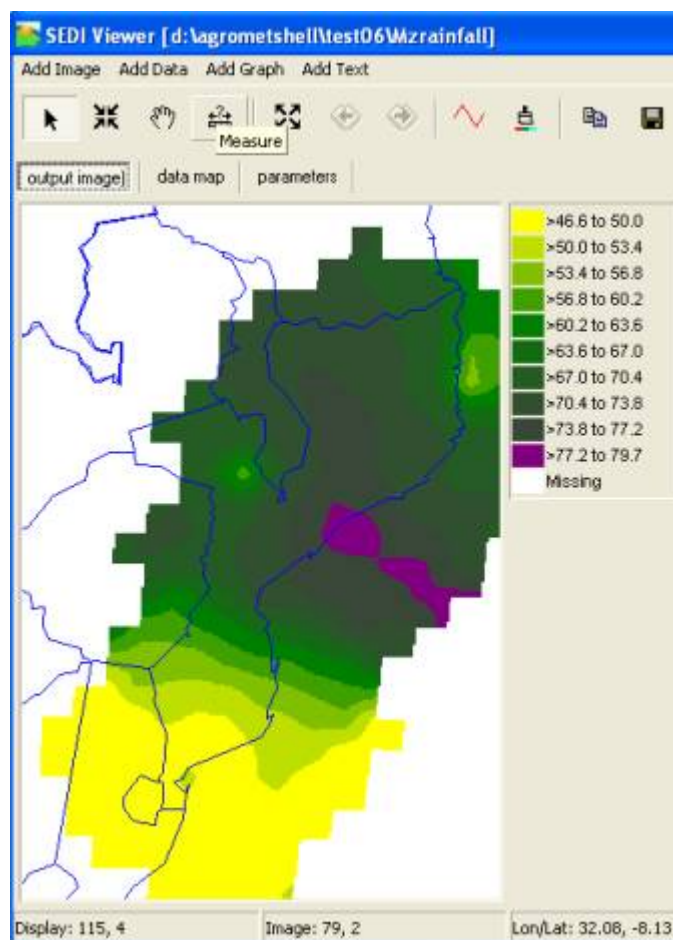 SEDI Viewer [d:\agrometshell\test06\Mzrainfall]
Add Image Add Data Add Graph Add Text
Measure
output image) data map parameters
>46.6 to 50.0
>50.0 to 53.4
>53.4 to 56.8
>56.8 to 60.2
>60.2 to 63.6
>63.6 to 67.0
>67.0 to 70.4
>70.4 to 73.8
>73.8 to 77.2
>77.2 to 79.7
Missing
Display: 115, 4 Image: 79, 2 Lon/Lat: 32.08, -8.13